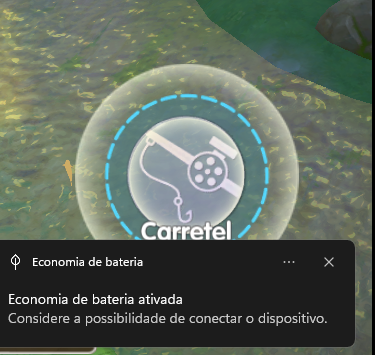 Carretel
Economia de bateria
Economia de bateria ativada
Considere a possibilidade de conectar o dispositivo.